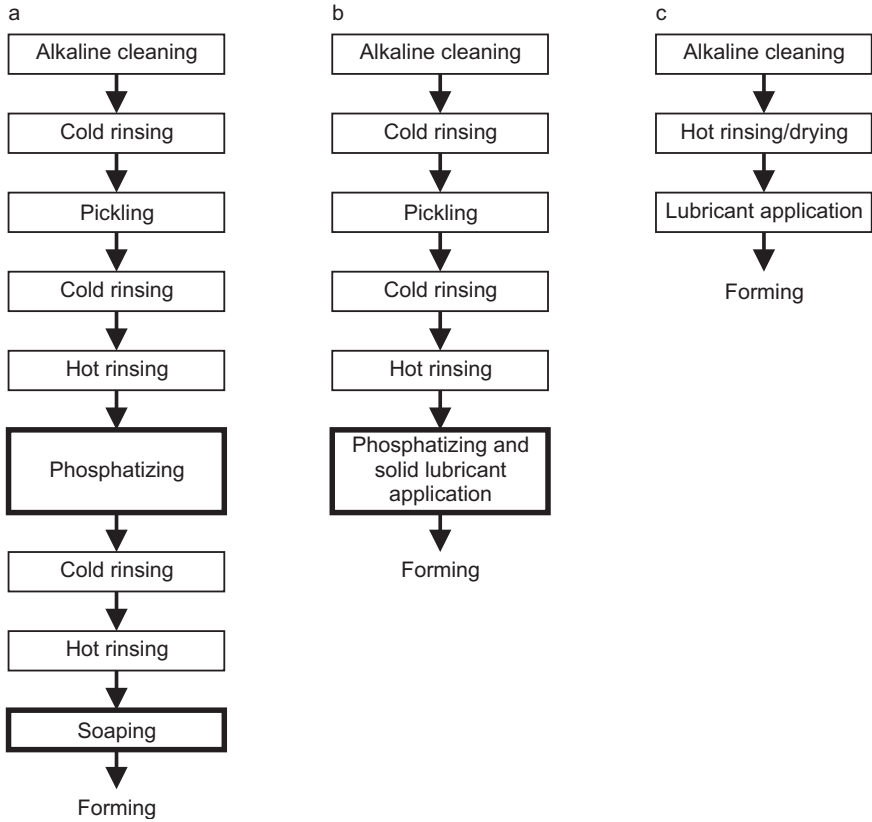 a
Alkaline cleaning
Cold rinsing
Pickling
Cold rinsing
Hot rinsing
Phosphatizing
Cold rinsing
Hot rinsing
Soaping
Forming
b
Alkaline cleaning
Cold rinsing
Pickling
Cold rinsing
Hot rinsing
Phosphatizing and
solid lubricant
application
Forming
c
Alkaline cleaning
Hot rinsing/drying
Lubricant application
Forming